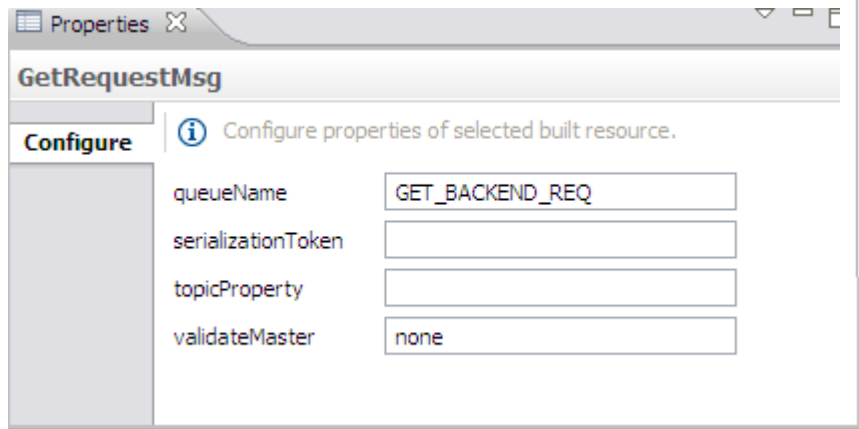 Properties
GetRequestMsg
Configure
Configure properties of selected built resource.
queueName GET_BACKEND_REQ
serializationToken
topicProperty
validateMaster none